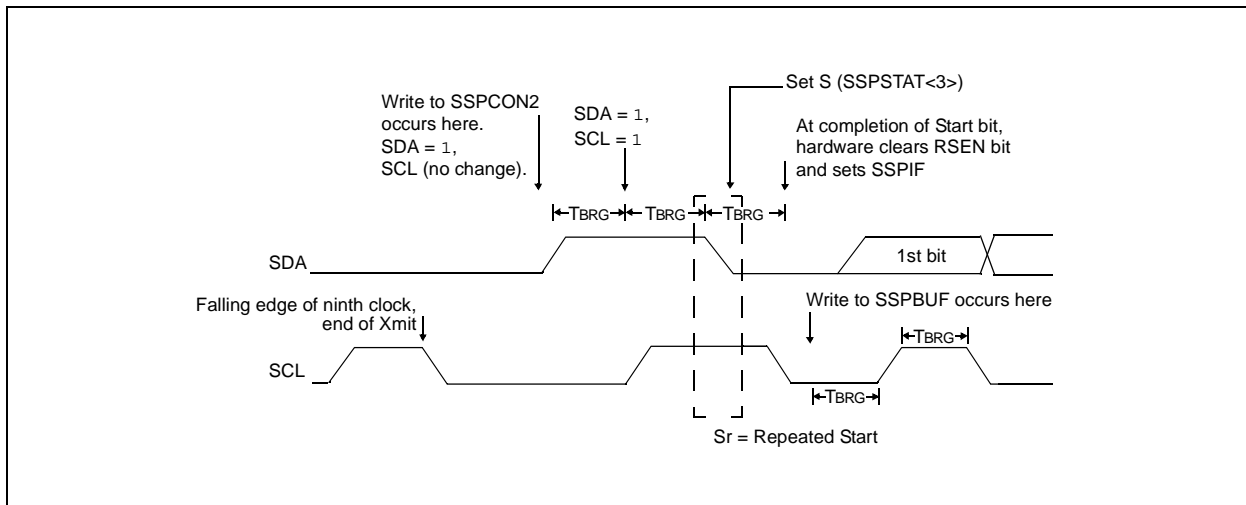 Set S (SSPSTAT<3>)
Write to SSPCON2
occurs here.
SDA = 1,
SCL (no change).
SDA = 1,
SCL = 1
At completion of Start bit,
hardware clears RSEN bit
and sets SSPIF
TBRG
TBRG
TBRG
SDA
1st bit
Falling edge of ninth clock,
end of Xmit
Write to SSPBUF occurs here
TBRG
SCL
TBRG
Sr = Repeated Start